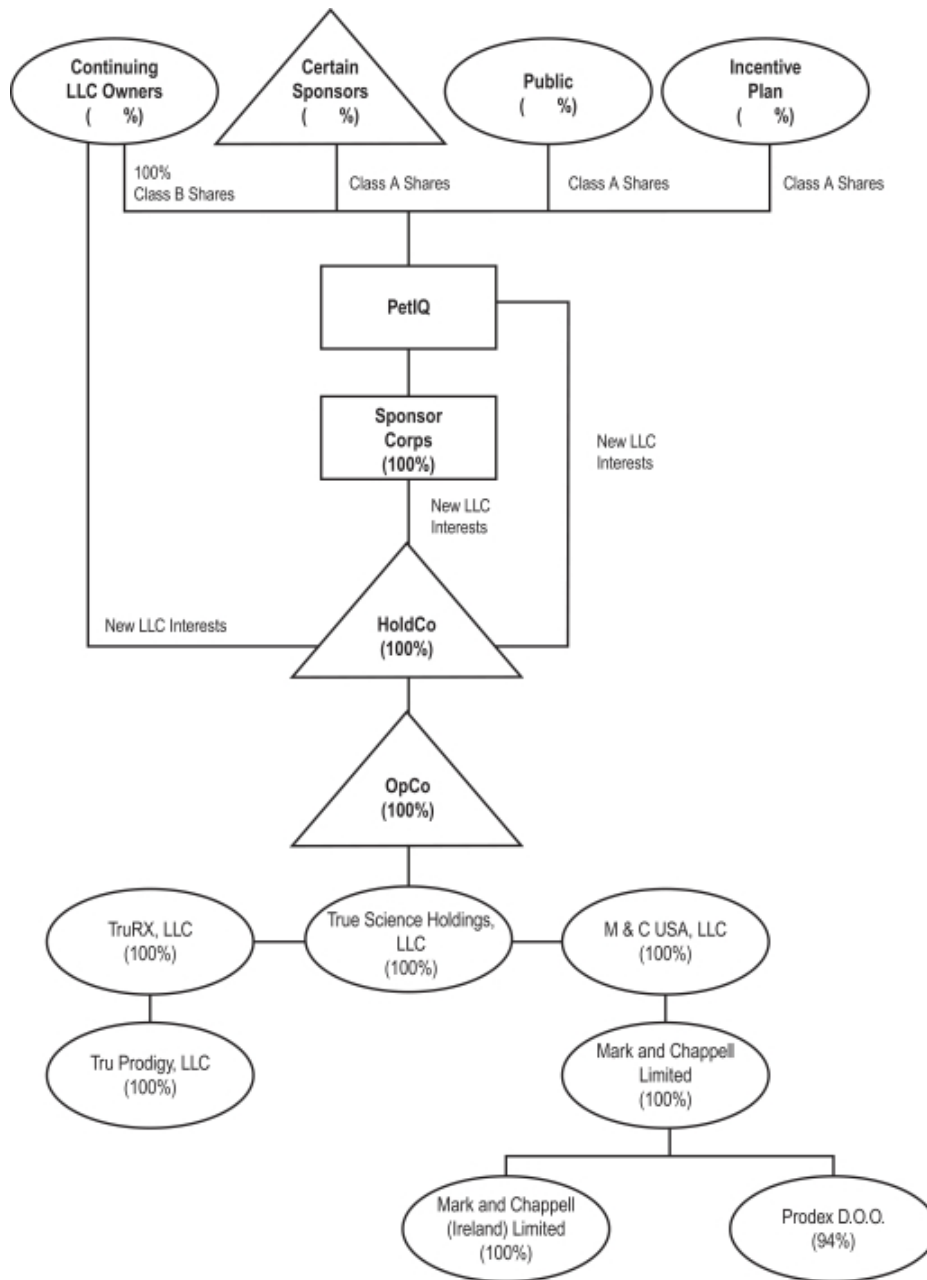 Continuing
LLC Owners
(      %)
Certain
Sponsors
(      %)
Public
(      %)
Incentive
Plan
(      %)
100%
Class B Shares
Class A Shares
Class A Shares
Class A Shares
PetIQ
Sponsor
Corps
(100%)
New LLC
Interests
New LLC
Interests
New LLC Interests
HoldCo
(100%)
OpCo
(100%)
TruRX, LLC
(100%)
True Science Holdings,
LLC
(100%)
M & C USA, LLC
(100%)
Tru Prodigy, LLC
(100%)
Mark and Chappell
Limited
(100%)
Mark and Chappell
(Ireland) Limited
(100%)
Prodex D.O.O.
(94%)